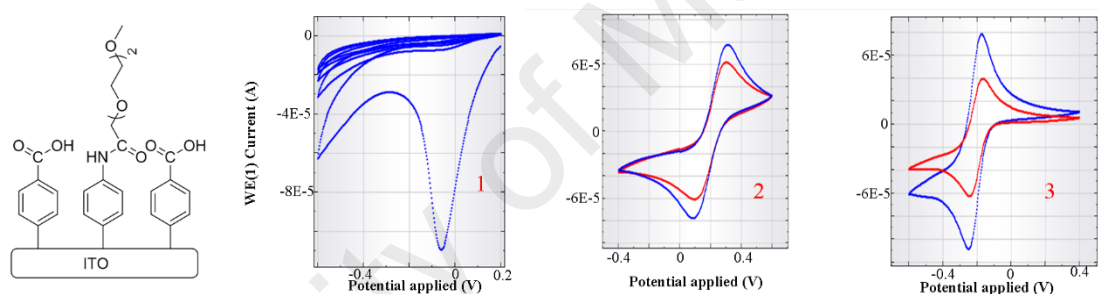 O
2
O
O OH
HN O
O OH
ITO
WE(1) Current (A)
0
-4E-5
-8E-5
1
-0.4 0 0.2
Potential applied (V)
6E-5
0
-6E-5
2
-0.4 0 0.4
Potential applied (V)
6E-5
0
-6E-5
3
-0.4 0 0.4
Potential applied (V)
ity of M